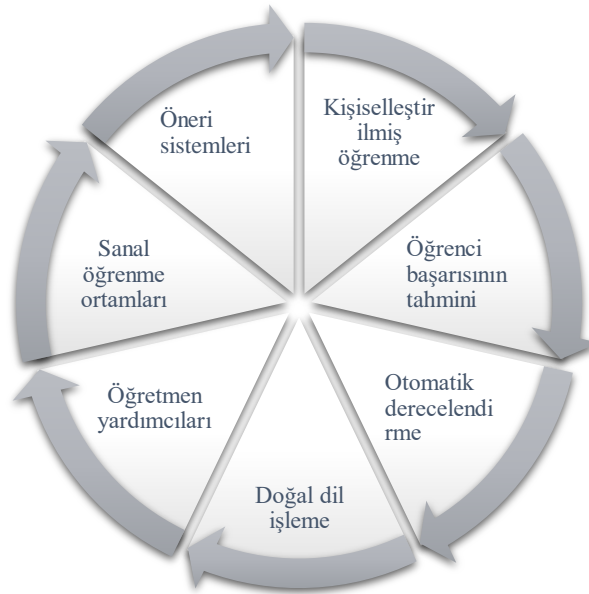 Kişiselleştir
ilmiş
öğrenme
Öğrenci
başarısının
tahmini
Otomatik
derecelendi
rme
Doğal dil
işleme
Öğretmen
yardımcıları
Sanal
öğrenme
ortamları
Öneri
sistemleri